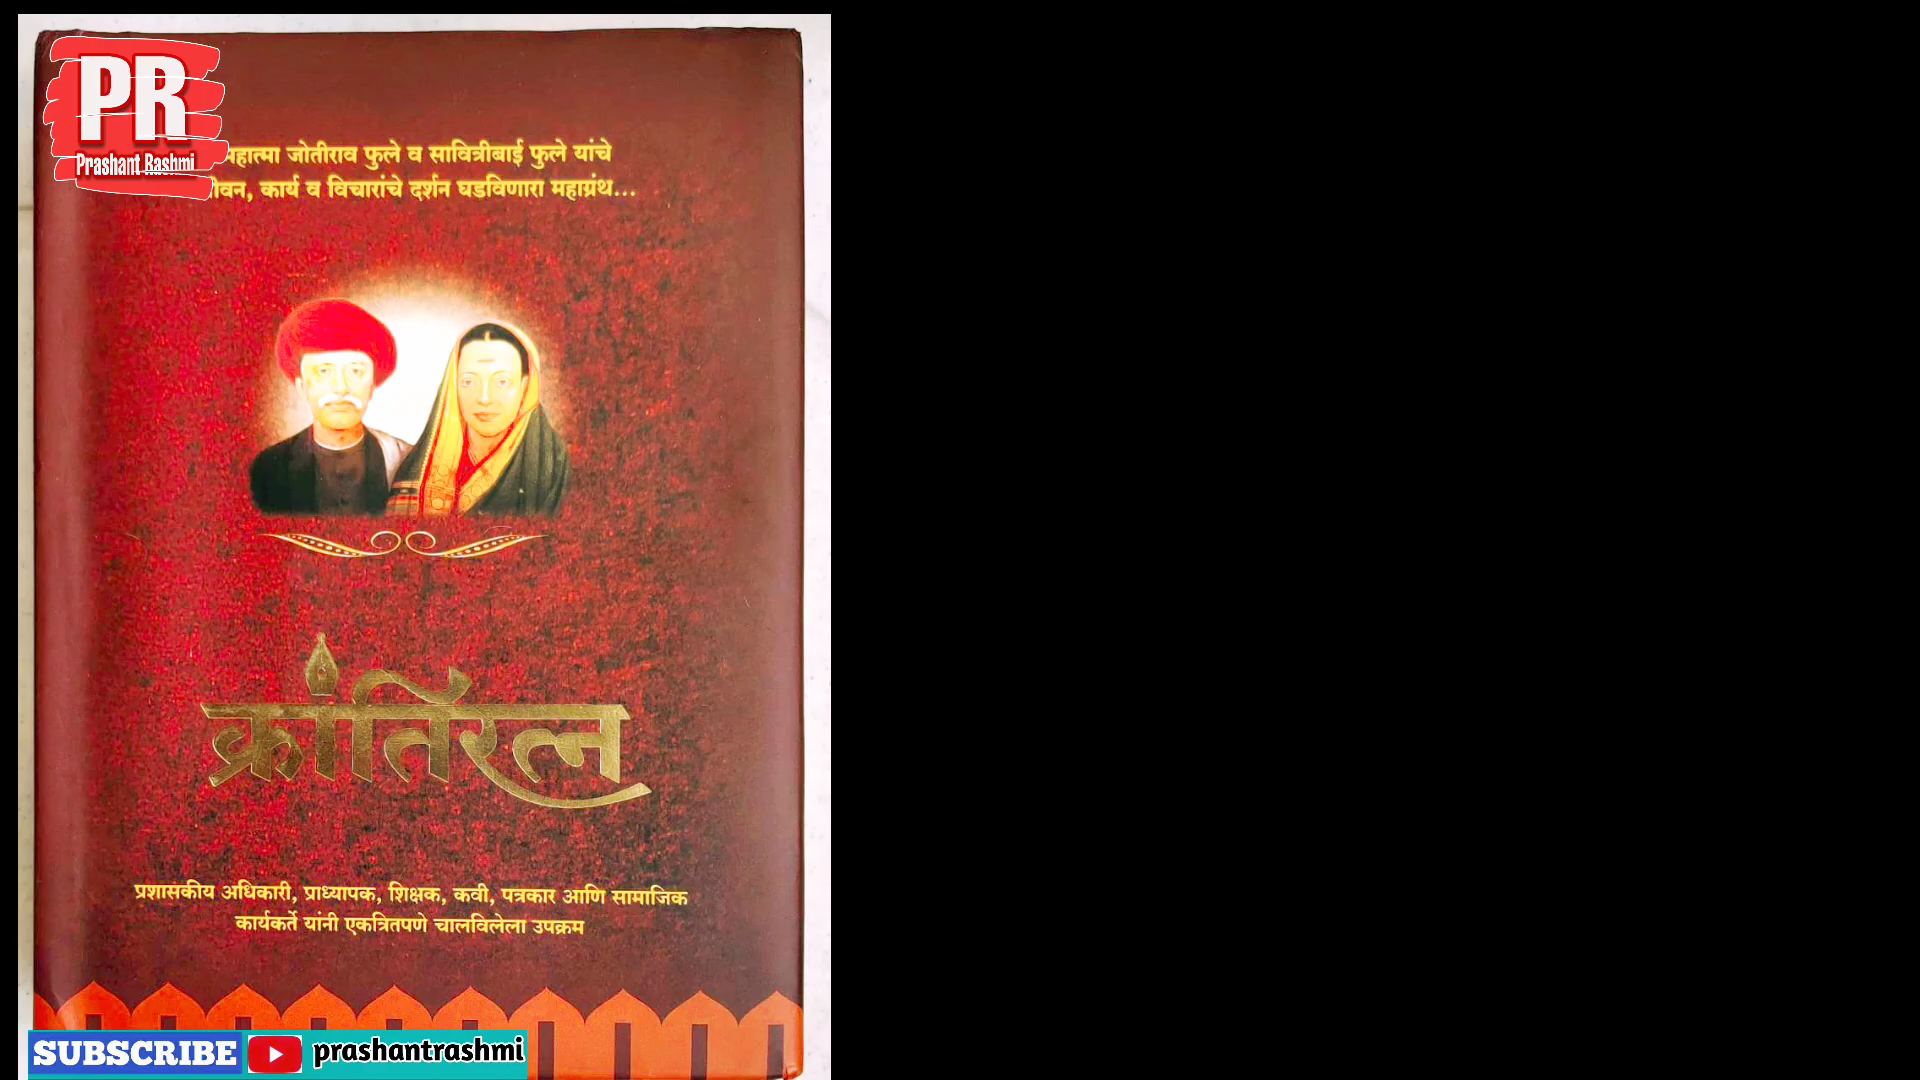 PR
Prashant Rashmi
महात्मा जोतीराव फुले व सावित्रीबाई फुले यांचे
कार्य व विचारांचे दर्शन घडविणारा महाग्रंथ...
क्रांतिरत्न
प्रशासकीय अधिकारी, प्राध्यापक, शिक्षक, कवी, पत्रकार आणि सामाजिक
कार्यकर्ते यांनी एकत्रितपणे चालविलेला उपक्रम
SUBSCRIBE prashantrashmi